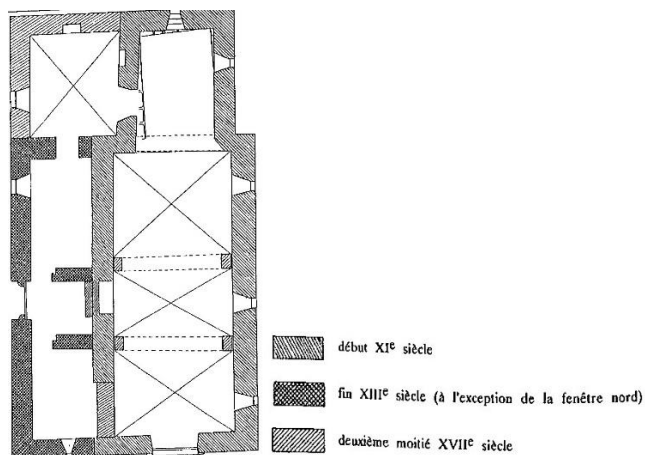 début XIe siècle
fin XIIIe siècle (à l'exception de la fenêtre nord)
deuxième moitié XVIIe siècle